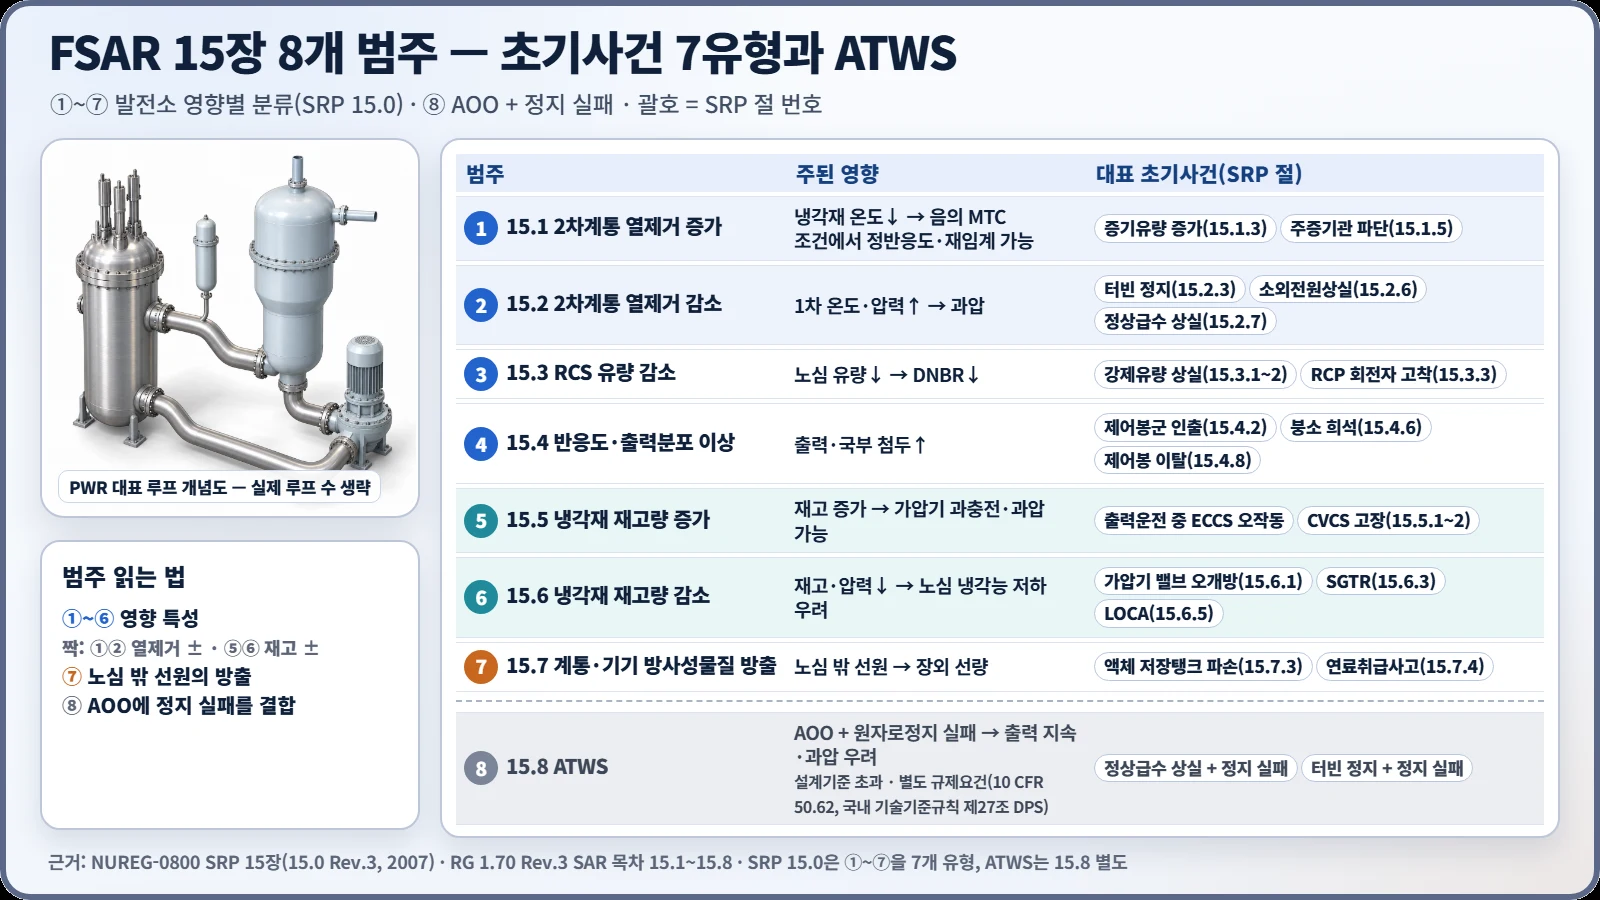 FSAR 15장 8개 범주 — 초기사건 7유형과 ATWS
①~⑦ 발전소 영향별 분류(SRP 15.0) · ⑧ AOO + 정지 실패 · 괄호 = SRP 절 번호
PWR 대표 루프 개념도 — 실제 루프 수 생략
범주 읽는 법
①~⑥ 영향 특성
짝: ①② 열제거 ± · ⑤⑥ 재고 ±
⑦ 노심 밖 선원의 방출
⑧ AOO에 정지 실패를 결합
범주 주된 영향 대표 초기사건(SRP 절)
1 15.1 2차계통 열제거 증가
냉각재 온도↓ → 음의 MTC
조건에서 정반응도·재임계 가능
증기유량 증가(15.1.3) 주증기관 파단(15.1.5)
2 15.2 2차계통 열제거 감소
1차 온도·압력↑ → 과압
터빈 정지(15.2.3) 소외전원상실(15.2.6)
정상급수 상실(15.2.7)
3 15.3 RCS 유량 감소
노심 유량↓ → DNBR↓
강제유량 상실(15.3.1~2) RCP 회전자 고착(15.3.3)
4 15.4 반응도·출력분포 이상
출력·국부 첨두↑
제어봉군 인출(15.4.2) 붕소 희석(15.4.6)
제어봉 이탈(15.4.8)
5 15.5 냉각재 재고량 증가
재고 증가 → 가압기 과충전·과압
가능
출력운전 중 ECCS 오작동 CVCS 고장(15.5.1~2)
6 15.6 냉각재 재고량 감소
재고·압력↓ → 노심 냉각능 저하
우려
가압기 밸브 오개방(15.6.1) SGTR(15.6.3)
LOCA(15.6.5)
7 15.7 계통·기기 방사성물질 방출
노심 밖 선원 → 장외 선량
액체 저장탱크 파손(15.7.3) 연료취급사고(15.7.4)
8 15.8 ATWS
AOO + 원자로정지 실패 → 출력 지속
·과압 우려
설계기준 초과 · 별도 규제요건(10 CFR
50.62, 국내 기술기준규칙 제27조 DPS)
정상급수 상실 + 정지 실패 터빈 정지 + 정지 실패
근거: NUREG-0800 SRP 15장(15.0 Rev.3, 2007) · RG 1.70 Rev.3 SAR 목차 15.1~15.8 · SRP 15.0은 ①~⑦을 7개 유형, ATWS는 15.8 별도